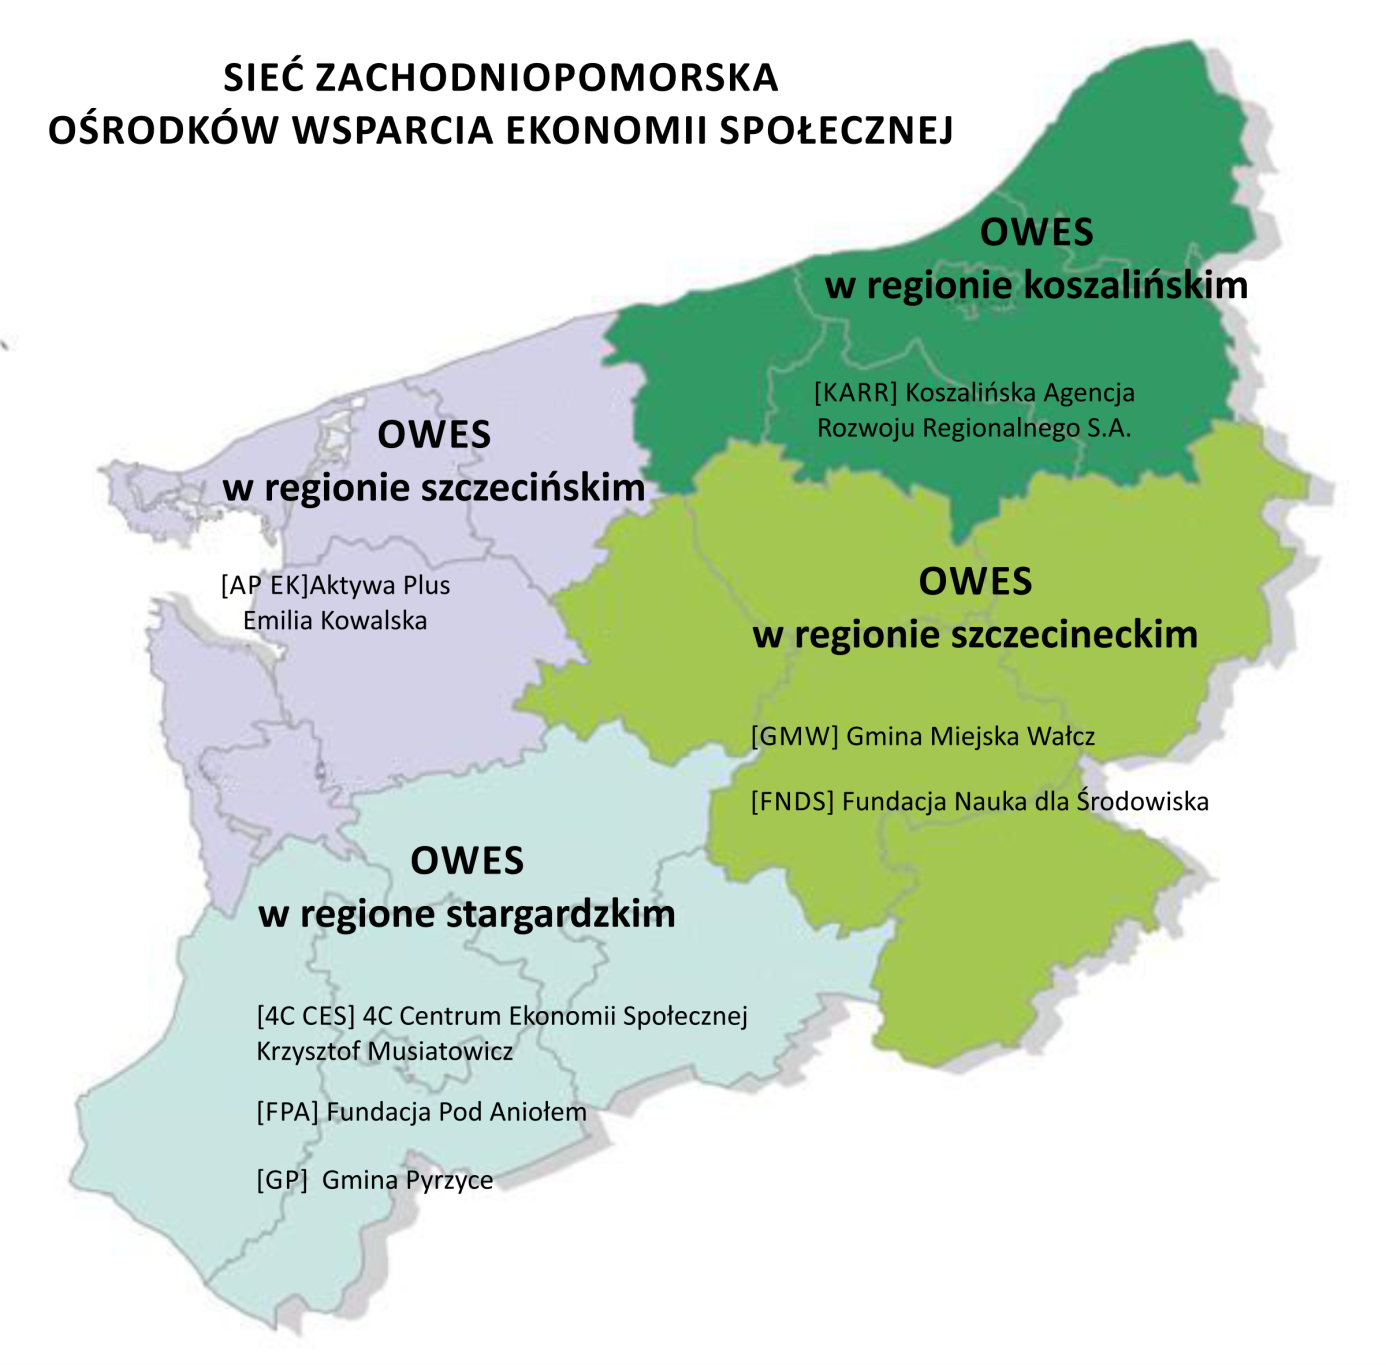 SIEĆ ZACHODNIOPOMORSKA
OŚRODKÓW WSPARCIA EKONOMII SPOŁECZNEJ
OWES
w regionie koszalińskim
[KARR] Koszalińska Agencja
Rozwoju Regionalnego S.A.
OWES
w regionie szczecińskim
[AP EK]Aktywa Plus
Emilia Kowalska
OWES
w regionie szczecineckim
[GMW] Gmina Miejska Wałcz
[FNDS] Fundacja Nauka dla Środowiska
OWES
w regione stargardzkim
[4C CES] 4C Centrum Ekonomii Społecznej
Krzysztof Musiatowicz
[FPA] Fundacja Pod Aniołem
[GP] Gmina Pyrzyce